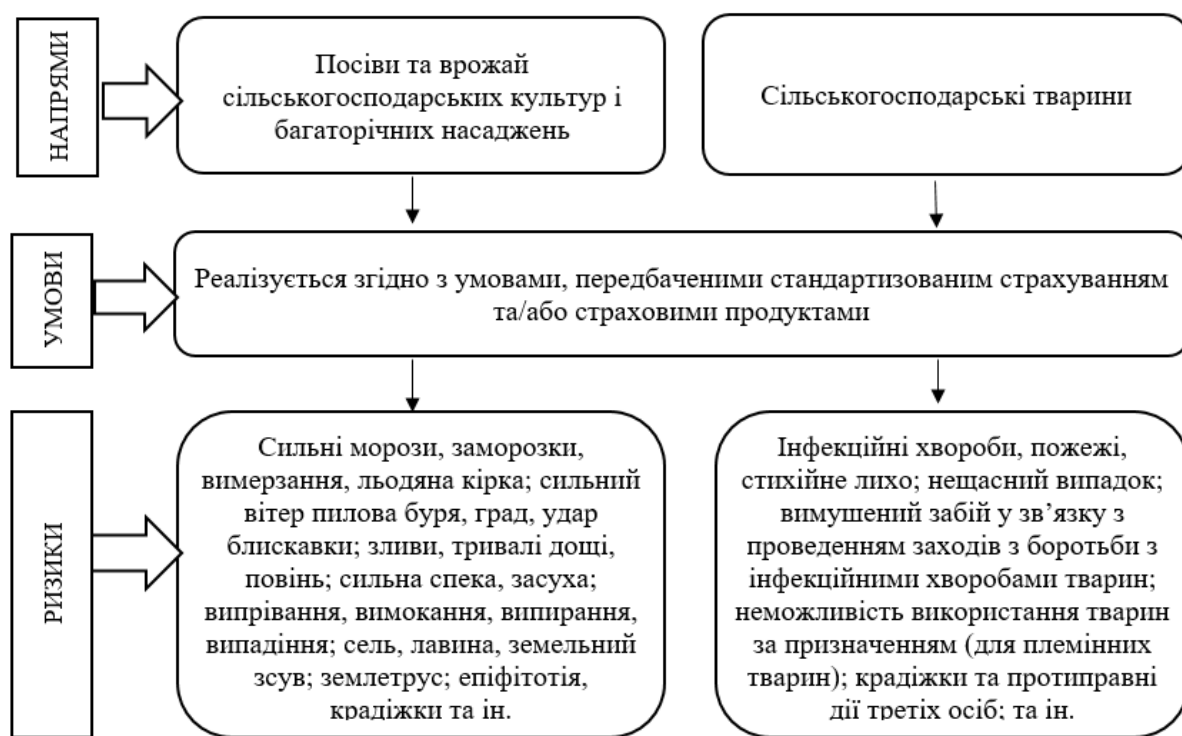 НАПРЯМИ
Посіви та врожай
сільськогосподарських культур і
багаторічних насаджень
Сільськогосподарські тварини
УМОВИ
Реалізується згідно з умовами, передбаченими стандартизованим страхуванням
та/або страховими продуктами
РИЗИКИ
Сильні морози, заморозки,
вимерзання, льодяна кірка; сильний
вітер пилова буря, град, удар
блискавки; зливи, тривалі дощі,
повінь; сильна спека, засуха;
випрівання, вимокання, випирання,
випадіння; сель, лавина, земельний
зсув; землетрус; епіфітотія,
крадіжки та ін.
Інфекційні хвороби, пожежі,
стихійне лихо; нещасний випадок;
вимушений забій у зв’язку з
проведенням заходів з боротьби з
інфекційними хворобами тварин;
неможливість використання тварин
за призначенням (для племінних
тварин); крадіжки та протиправні
дії третіх осіб; та ін.